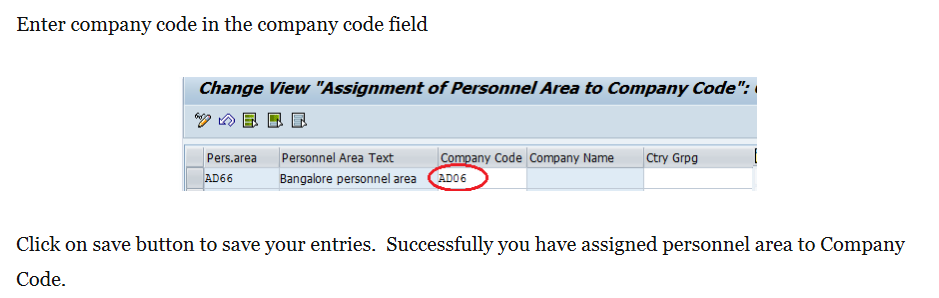 Enter company code in the company code field
Change View "Assignment of Personnel Area to Company Code":
Pers.area Personnel Area Text Company Code Company Name Ctry Grpg
AD66 Bangalore personnel area AD06
Click on save button to save your entries.  Successfully you have assigned personnel area to Company
Code.